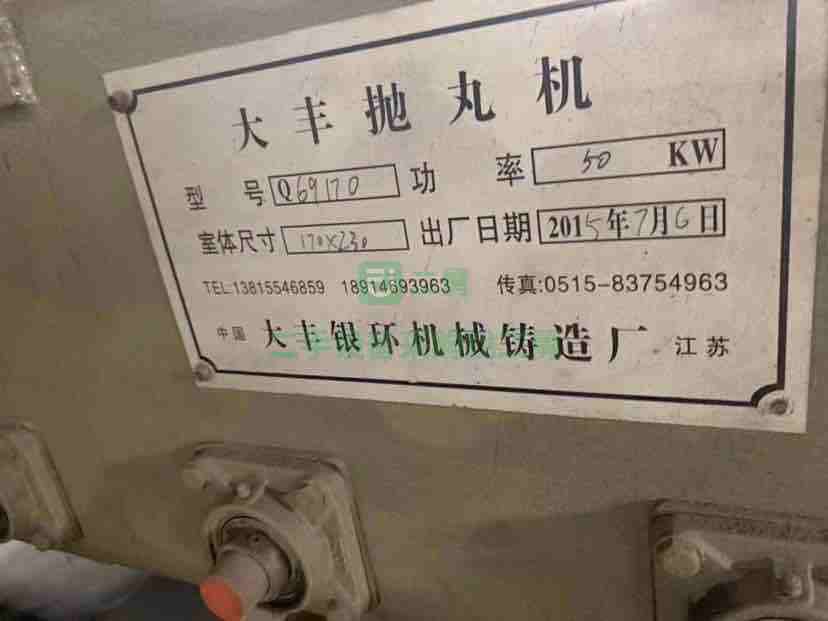 大丰抛丸机
型号 Q69170 功率 50 KW
室体尺寸 170X230 出厂日期 2015年7月6日
TEL:13815546859 18914693963 传真:0515-83754963
中国 大丰银环机械铸造厂 江苏